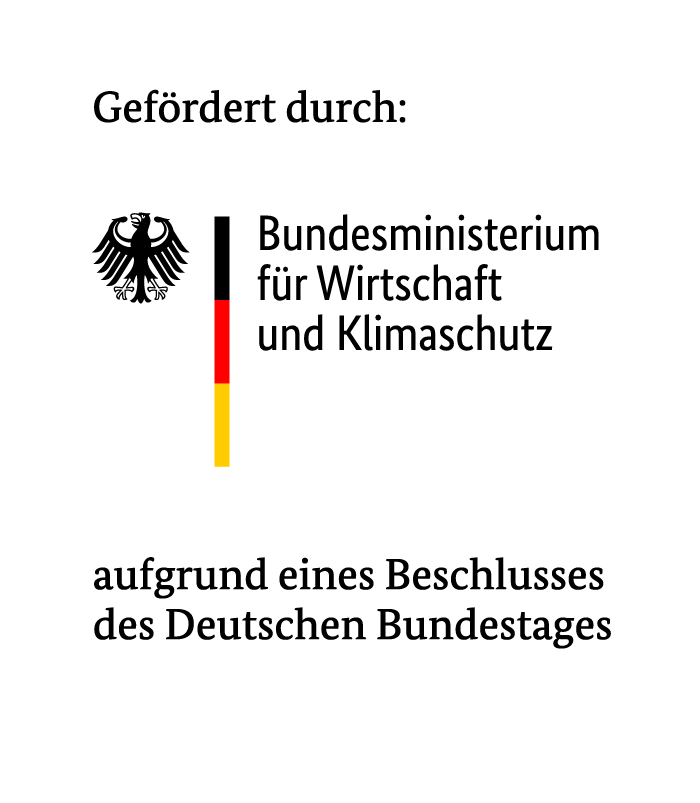 Gefördert durch:
Bundesministerium
für Wirtschaft
und Klimaschutz
aufgrund eines Beschlusses
des Deutschen Bundestages